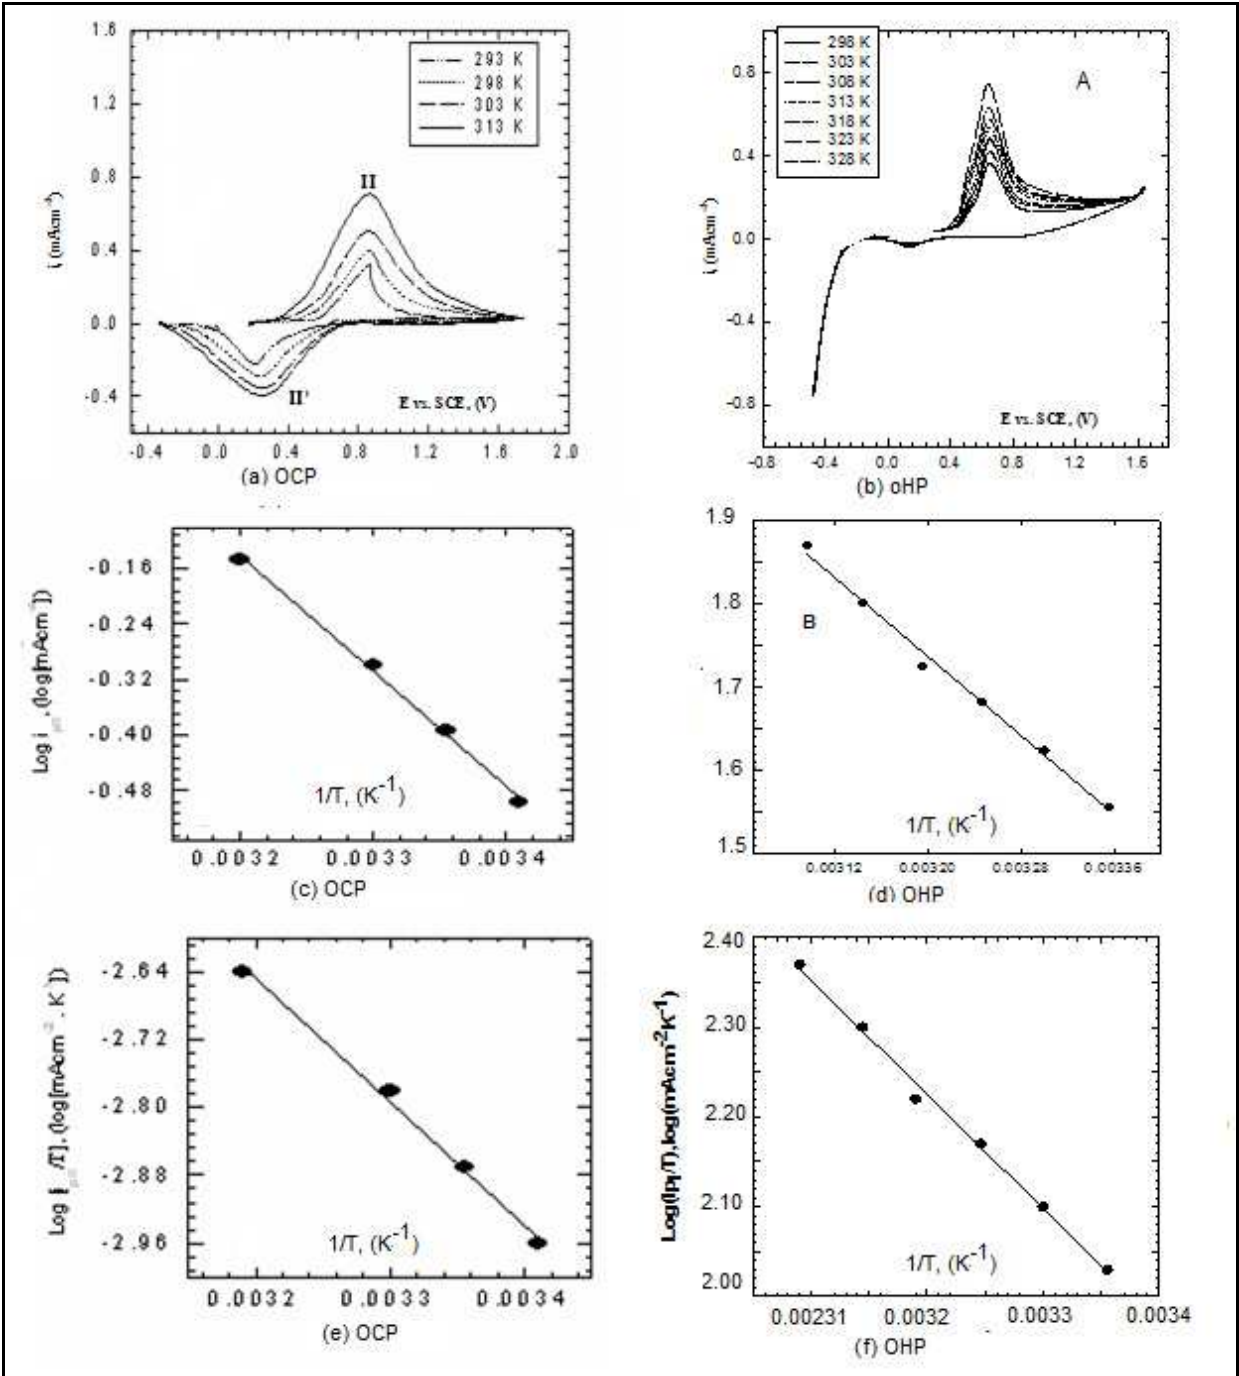 1.6
1.2
0.8
0.4
0.0
-0.4
293 K
298 K
303 K
313 K
II
II'
i, (mAcm⁻²)
E vs. SCE, (V)
-0.4 0.0 0.4 0.8 1.2 1.6 2.0
(a) OCP
298 K
303 K
308 K
313 K
318 K
323 K
328 K
A
0.8
0.4
0.0
-0.4
-0.8
E vs. SCE, (V)
-0.8 -0.4 0.0 0.4 0.8 1.2 1.6
(b) oHP
-0.16
-0.24
-0.32
-0.40
-0.48
1/T, (K⁻¹)
0.0032 0.0033 0.0034
(c) OCP
1.9
1.8
1.7
1.6
1.5
B
1/T, (K⁻¹)
0.00312 0.00320 0.00328 0.00336
(d) OHP
-2.64
-2.72
-2.80
-2.88
-2.96
1/T, (K⁻¹)
0.0032 0.0033 0.0034
(e) OCP
Log(Ip₁/T),log(mAcm⁻²K⁻¹)
2.40
2.30
2.20
2.10
2.00
1/T, (K⁻¹)
0.00231 0.0032 0.0033 0.0034
(f) OHP